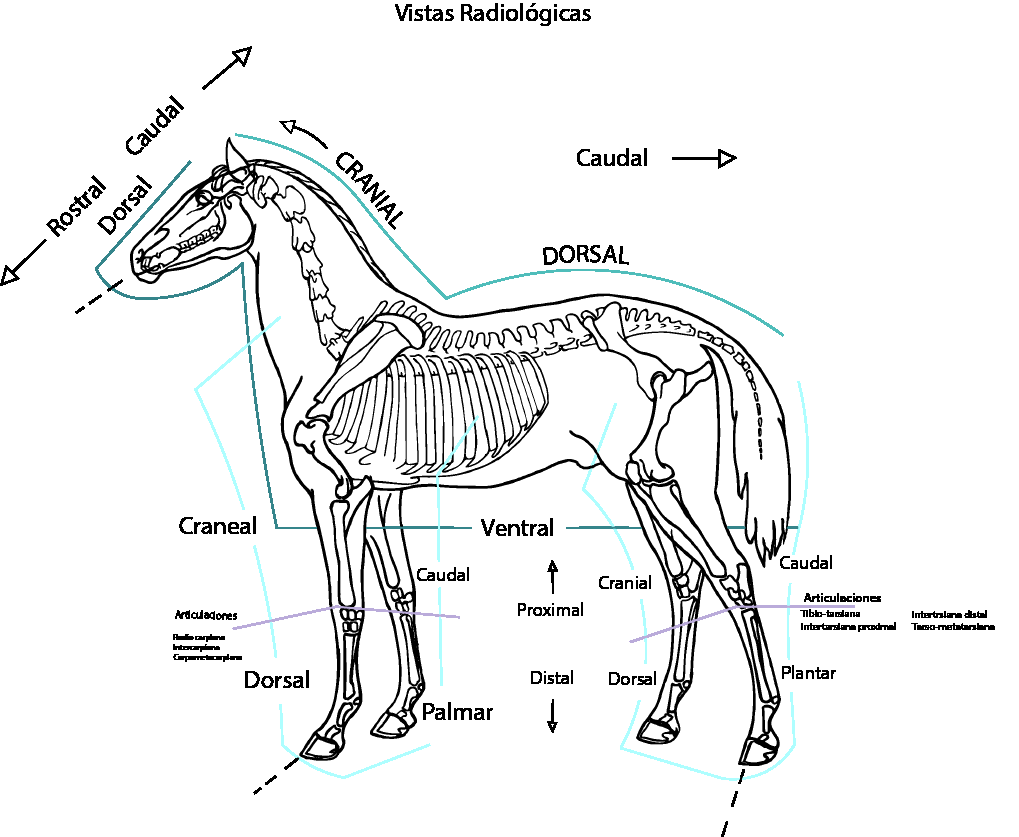 Vistas Radiológicas
Caudal
Rostral
Dorsal
CRANIAL
Caudal
DORSAL
Craneal
Ventral
Caudal
Cranial
Caudal
Proximal
Articulaciones
Radio carpiana
Intercarpiana
Carpometacarpiana
Articulaciones
Tibio-tarsiana
Intertarsiana proximal
Intertrsiana distal
Tarso-metatarsiana
Dorsal
Palmar
Distal
Dorsal
Plantar